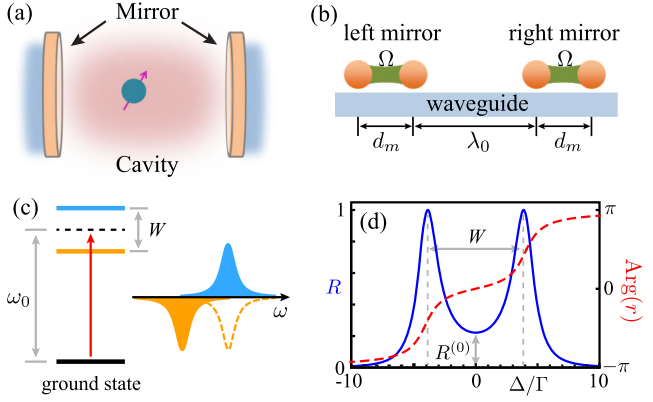 (a)
Mirror
Cavity
(b)
left mirror right mirror
Ω Ω
waveguide
d_m λ_0 d_m
(c)
W
ω_0
ω
ground state
(d)
1 π
W
R 0 Arg(r)
R^(0)
0 -π
-10 0 Δ/Γ 10